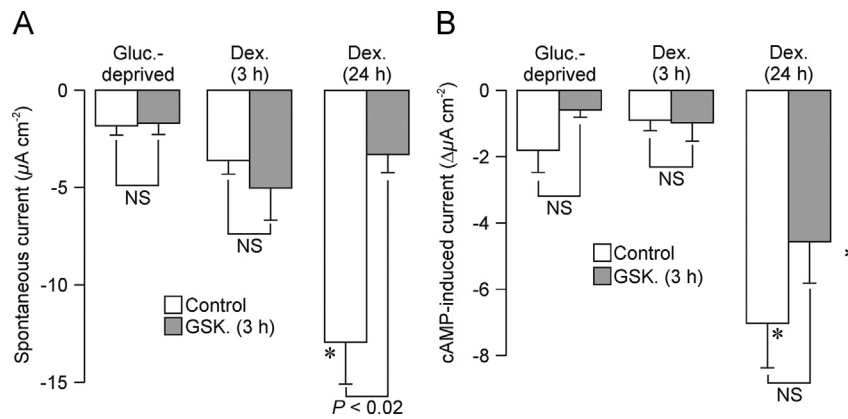 A
Gluc.-
deprived
Dex.
(3 h)
Dex.
(24 h)
Spontaneous current (µA cm-2)
0
-5
-10
-15
NS
NS
*
P < 0.02
Control
GSK. (3 h)
B
Gluc.-
deprived
Dex.
(3 h)
Dex.
(24 h)
cAMP-induced current (ΔµA cm-2)
0
-2
-4
-6
-8
NS
NS
*
*
NS
Control
GSK. (3 h)